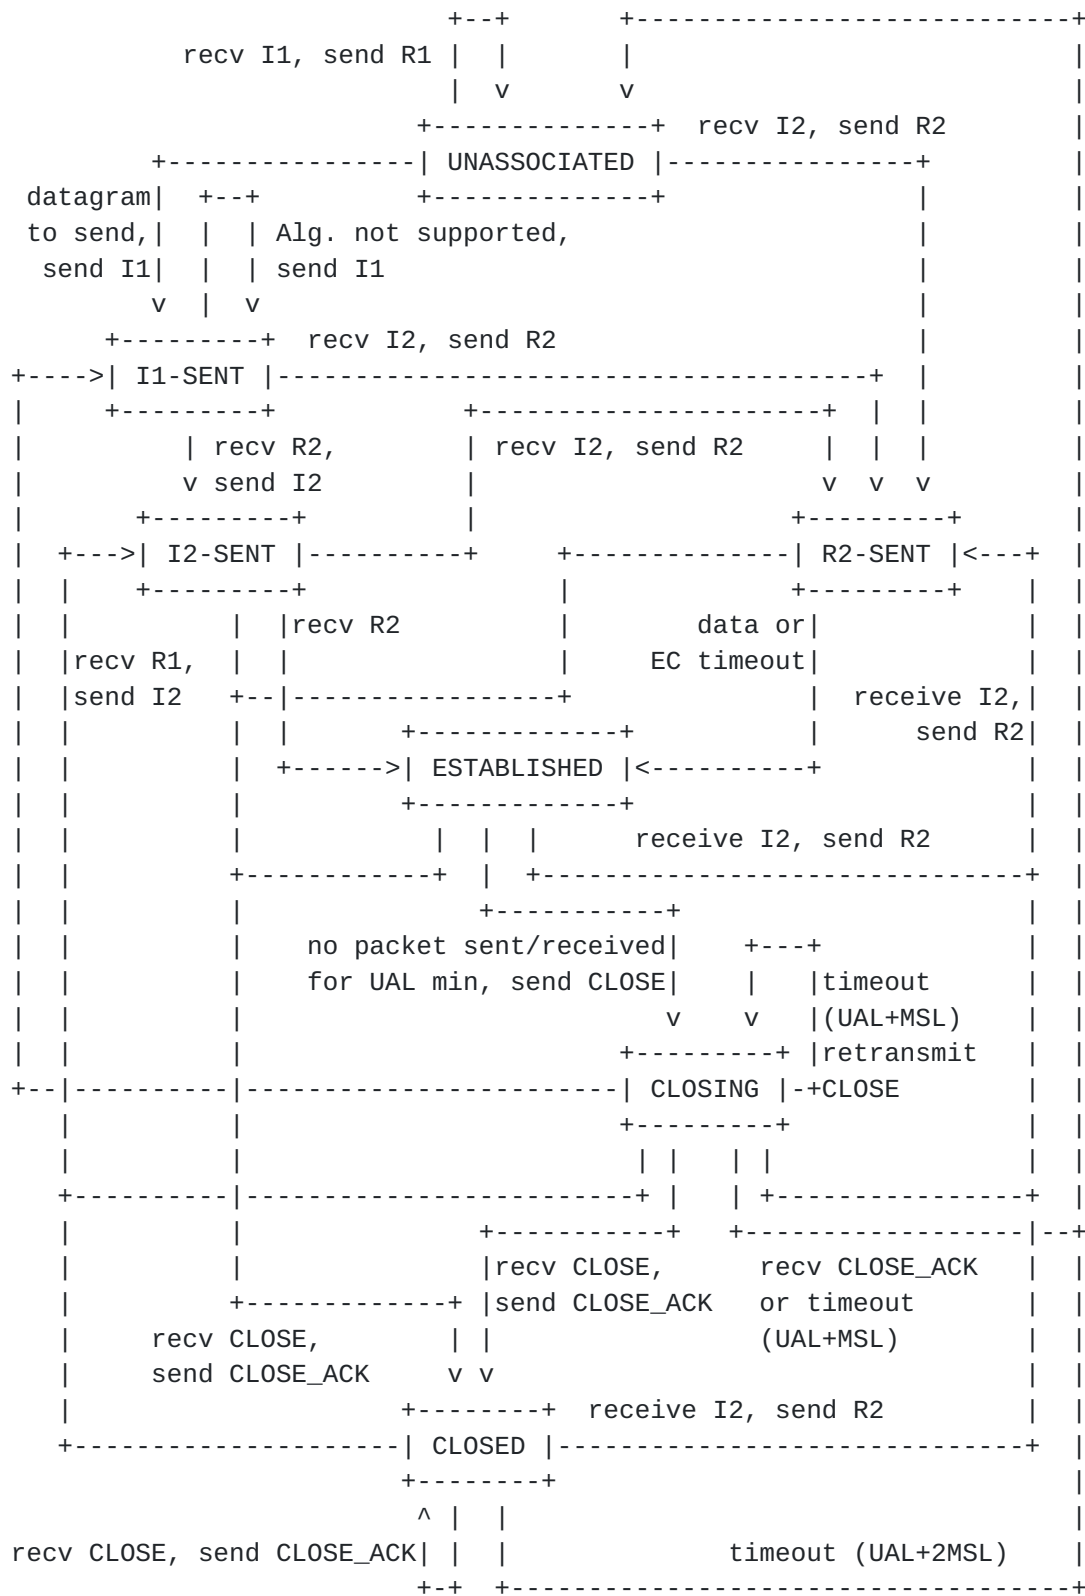 recv I1, send R1
recv I2, send R2
UNASSOCIATED
datagram
to send,
Alg. not supported,
send I1
send I1
recv I2, send R2
I1-SENT
recv R2,
recv I2, send R2
send I2
I2-SENT
R2-SENT
recv R2
data or
recv R1,
EC timeout
send I2
receive I2,
send R2
ESTABLISHED
receive I2, send R2
no packet sent/received
for UAL min, send CLOSE
timeout
(UAL+MSL)
retransmit
CLOSING
CLOSE
recv CLOSE,
recv CLOSE_ACK
send CLOSE_ACK
or timeout
recv CLOSE,
(UAL+MSL)
send CLOSE_ACK
receive I2, send R2
CLOSED
recv CLOSE, send CLOSE_ACK
timeout (UAL+2MSL)